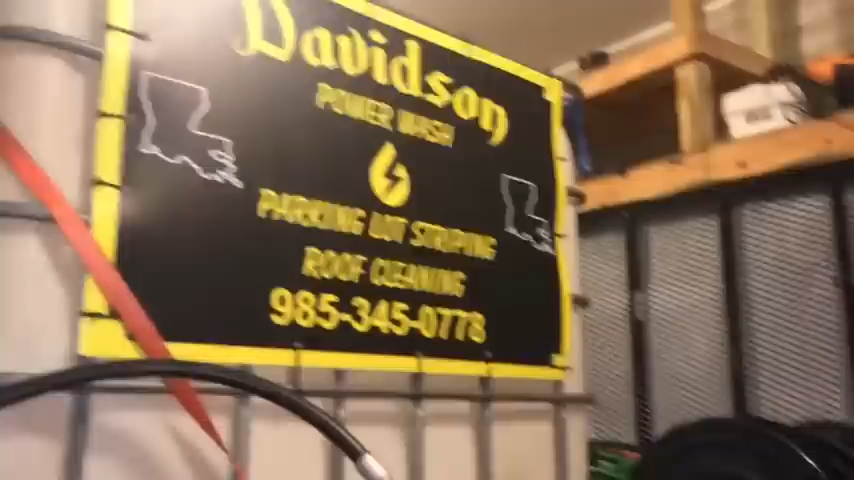 Davidson
POWER WASH
PARKING LOT STRIPING
ROOF CLEANING
985-345-0778